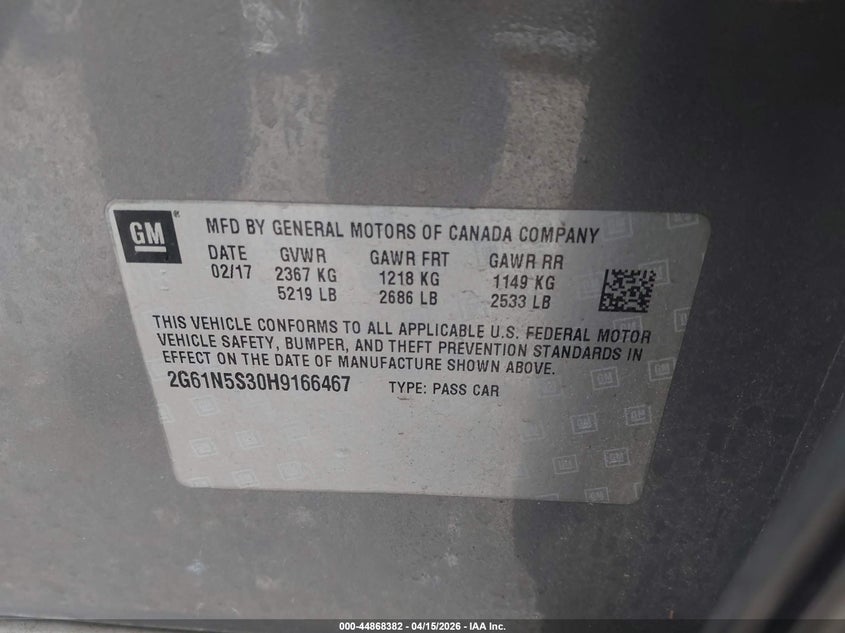 GM
MFD BY GENERAL MOTORS OF CANADA COMPANY
DATE GVWR GAWR FRT GAWR RR
02/17 2367 KG 1218 KG 1149 KG
5219 LB 2686 LB 2533 LB
THIS VEHICLE CONFORMS TO ALL APPLICABLE U.S. FEDERAL MOTOR
VEHICLE SAFETY, BUMPER, AND THEFT PREVENTION STANDARDS IN
EFFECT ON THE DATE OF MANUFACTURE SHOWN ABOVE.
2G61N5S30H9166467 TYPE: PASS CAR
000-44868382 - 04/15/2026 - IAA Inc.